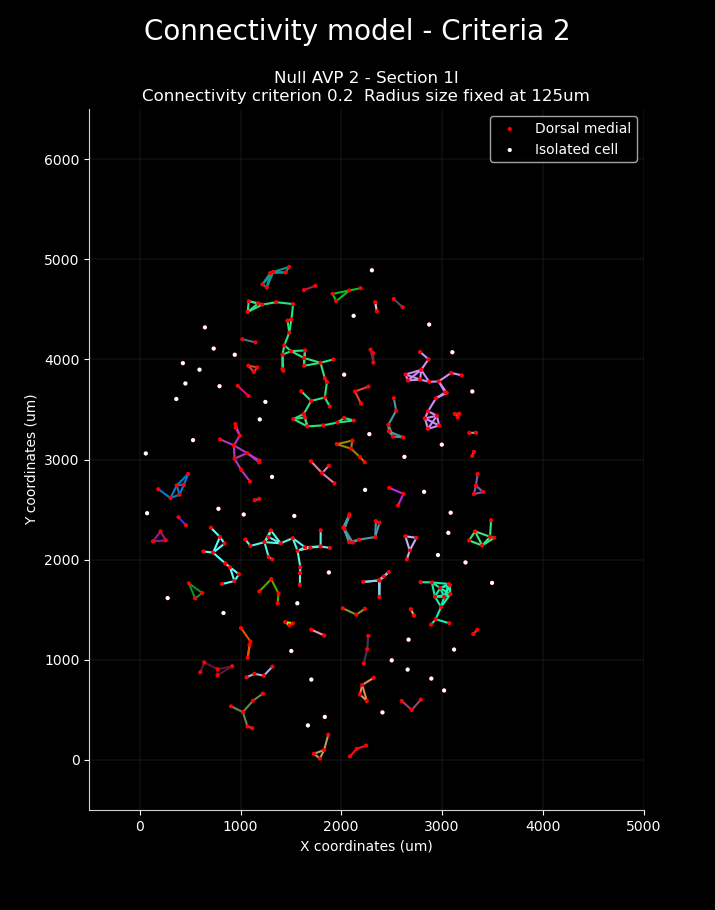 Connectivity model - Criteria 2
Null AVP 2 - Section 1I
Connectivity criterion 0.2  Radius size fixed at 125um
Dorsal medial
Isolated cell
6000
5000
4000
3000
2000
1000
0
Y coordinates (um)
0 1000 2000 3000 4000 5000
X coordinates (um)